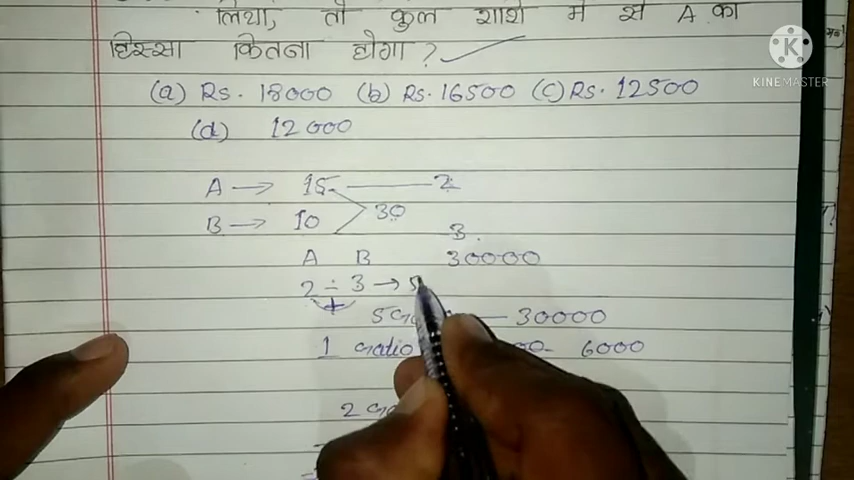 लिया, तो कुल राशि में से A का
हिस्सा कितना होगा?
(a) Rs. 18000 (b) Rs. 16500 (c) Rs. 12500
(d) 12000
A → 15 — 2
B → 10 30
3
A B 30000
2 ÷ 3 → 5
5 — 30000
1 ratio 6000
2
KINEMASTER